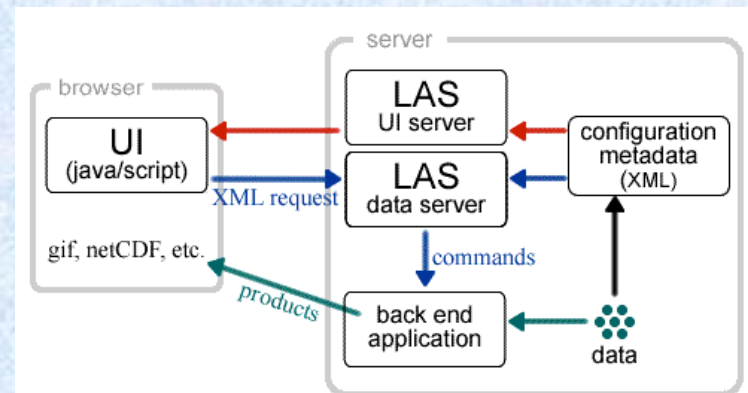 server
browser
LAS
UI server
UI
(java/script)
configuration
metadata
(XML)
LAS
data server
XML request
gif, netCDF, etc.
commands
products
back end
application
data